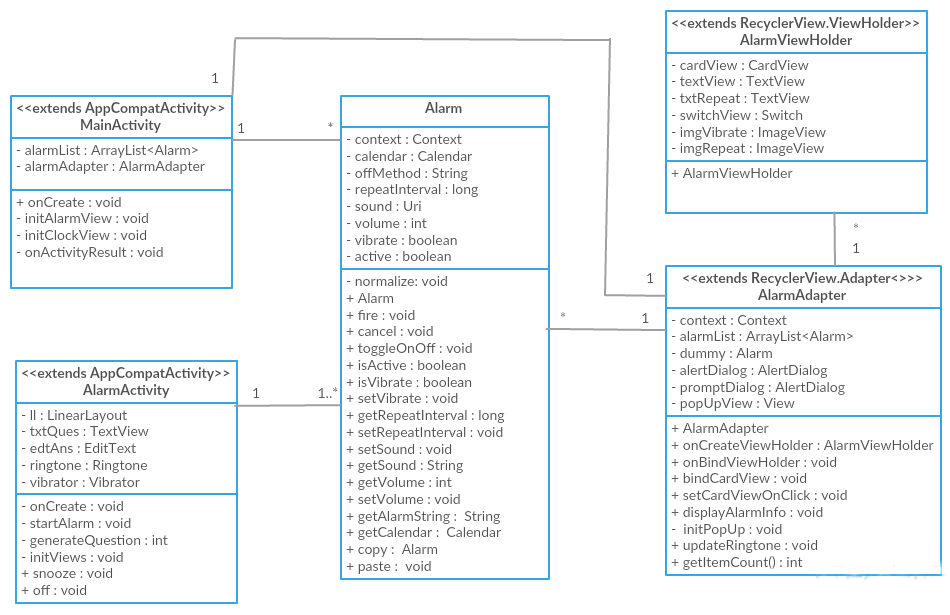 <<extends RecyclerView.ViewHolder>>
AlarmViewHolder
- cardView : CardView
- textView : TextView
- txtRepeat : TextView
- switchView : Switch
- imgVibrate : ImageView
- imgRepeat : ImageView
+ AlarmViewHolder
1
<<extends AppCompatActivity>>
MainActivity
- alarmList : ArrayList<Alarm>
- alarmAdapter : AlarmAdapter
+ onCreate : void
- initAlarmView : void
- initClockView : void
- onActivityResult : void
1
*
Alarm
- context : Context
- calendar : Calendar
- offMethod : String
- repeatInterval : long
- sound : Uri
- volume : int
- vibrate : boolean
- active : boolean
- normalize: void
+ Alarm
+ fire : void
+ cancel : void
+ toggleOnOff : void
+ isActive : boolean
+ isVibrate : boolean
+ setVibrate : void
+ getRepeatInterval : long
+ setRepeatInterval : void
+ setSound : void
+ getSound : String
+ getVolume : int
+ setVolume : void
+ getAlarmString :  String
+ getCalendar :  Calendar
+ copy :  Alarm
+ paste :  void
*
1
1
*
1
<<extends RecyclerView.Adapter<>>>
AlarmAdapter
- context : Context
- alarmList : ArrayList<Alarm>
- dummy : Alarm
- alertDialog : AlertDialog
- promptDialog : AlertDialog
- popUpView : View
+ AlarmAdapter
+ onCreateViewHolder : AlarmViewHolder
+ onBindViewHolder : void
+ bindCardView : void
+ setCardViewOnClick : void
+ displayAlarmInfo : void
-  initPopUp : void
+ updateRingtone : void
+ getItemCount() : int
<<extends AppCompatActivity>>
AlarmActivity
- ll : LinearLayout
- txtQues : TextView
- edtAns : EditText
- ringtone : Ringtone
- vibrator : Vibrator
- onCreate : void
- startAlarm : void
- generateQuestion : int
- initViews : void
+ snooze : void
+ off : void
1
1..*